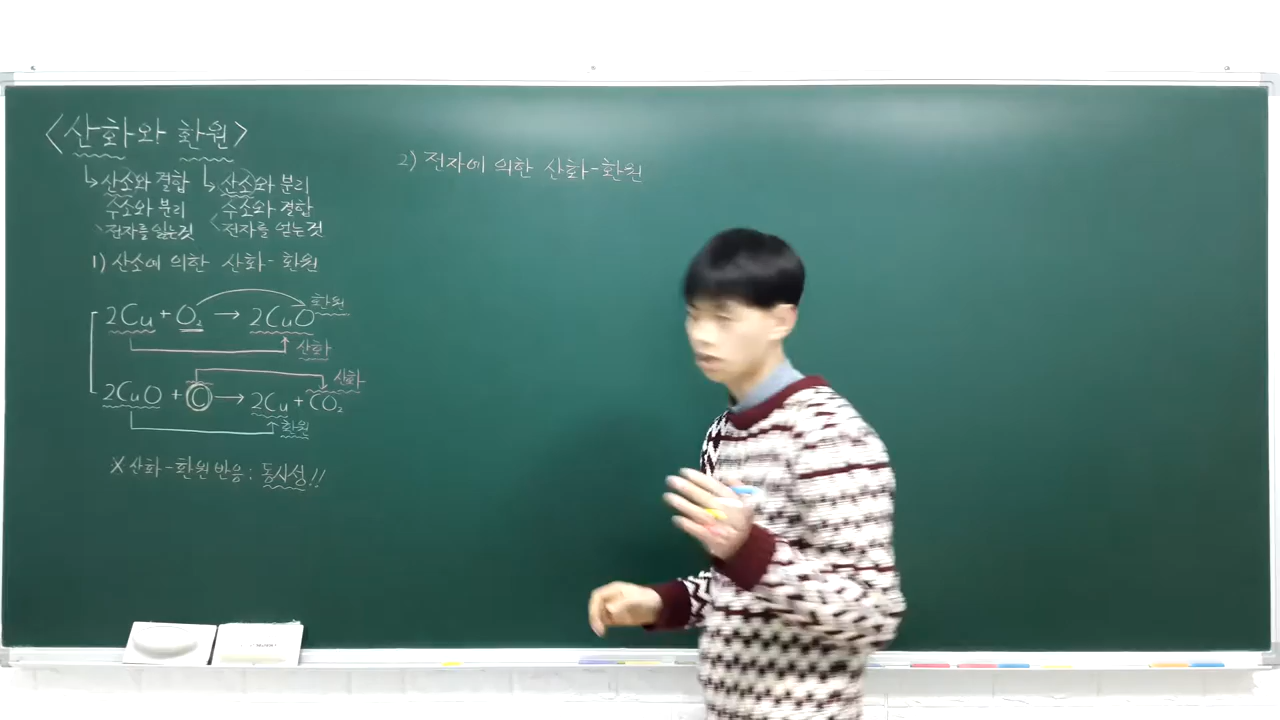 <산화와 환원>
↳산소와 결합 ↳산소와 분리
수소와 분리 수소와 결합
전자를 잃는것 전자를 얻는것
1) 산소에 의한 산화-환원
2Cu + O₂ → 2CuO 환원
산화
산화
2CuO + C → 2Cu + CO₂
환원
※ 산화-환원 반응 : 동시성!!
2) 전자에 의한 산화-환원